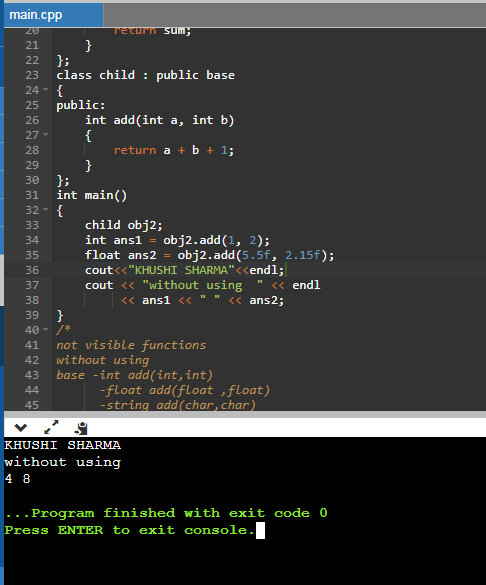 main.cpp
20 return sum;
21 }
22 };
23 class child : public base
24 {
25 public:
26 int add(int a, int b)
27 {
28 return a + b + 1;
29 }
30 };
31 int main()
32 {
33 child obj2;
34 int ans1 = obj2.add(1, 2);
35 float ans2 = obj2.add(5.5f, 2.15f);
36 cout<<"KHUSHI SHARMA"<<endl;
37 cout << "without using  " << endl
38 << ans1 << " " << ans2;
39 }
40 /*
41 not visible functions
42 without using
43 base -int add(int,int)
44 -float add(float ,float)
45 -string add(char,char)
KHUSHI SHARMA
without using
4 8
...Program finished with exit code 0
Press ENTER to exit console.